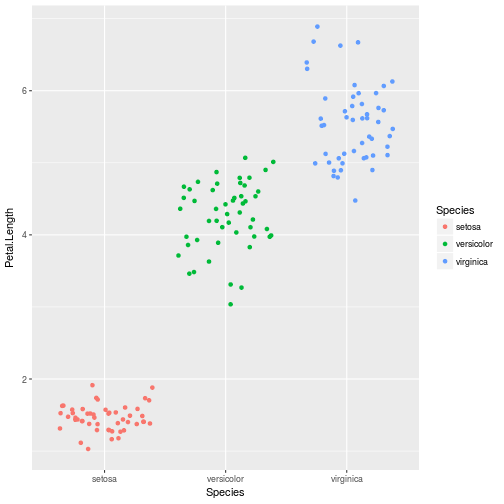 6
4
2
Petal.Length
setosa versicolor virginica
Species
Species
setosa
versicolor
virginica